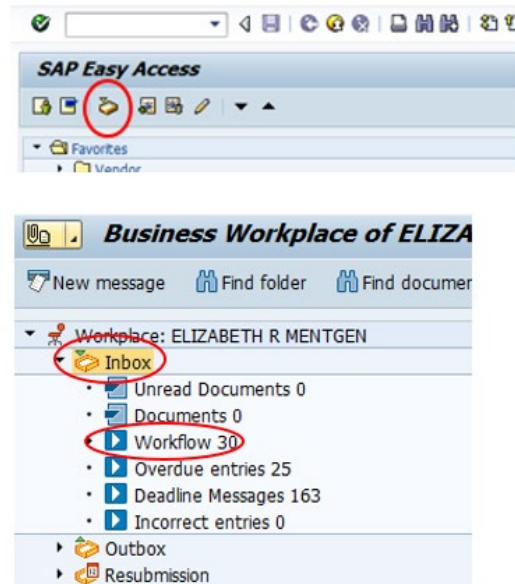 SAP Easy Access
Favorites
Vendor
Business Workplace of ELIZA
New message Find folder Find documen
Workplace: ELIZABETH R MENTGEN
Inbox
Unread Documents 0
Documents 0
Workflow 30
Overdue entries 25
Deadline Messages 163
Incorrect entries 0
Outbox
Resubmission